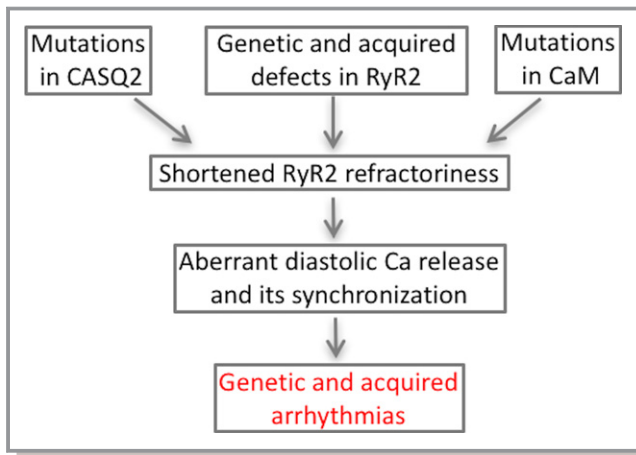 Mutations
in CASQ2
Genetic and acquired
defects in RyR2
Mutations
in CaM
Shortened RyR2 refractoriness
Aberrant diastolic Ca release
and its synchronization
Genetic and acquired
arrhythmias